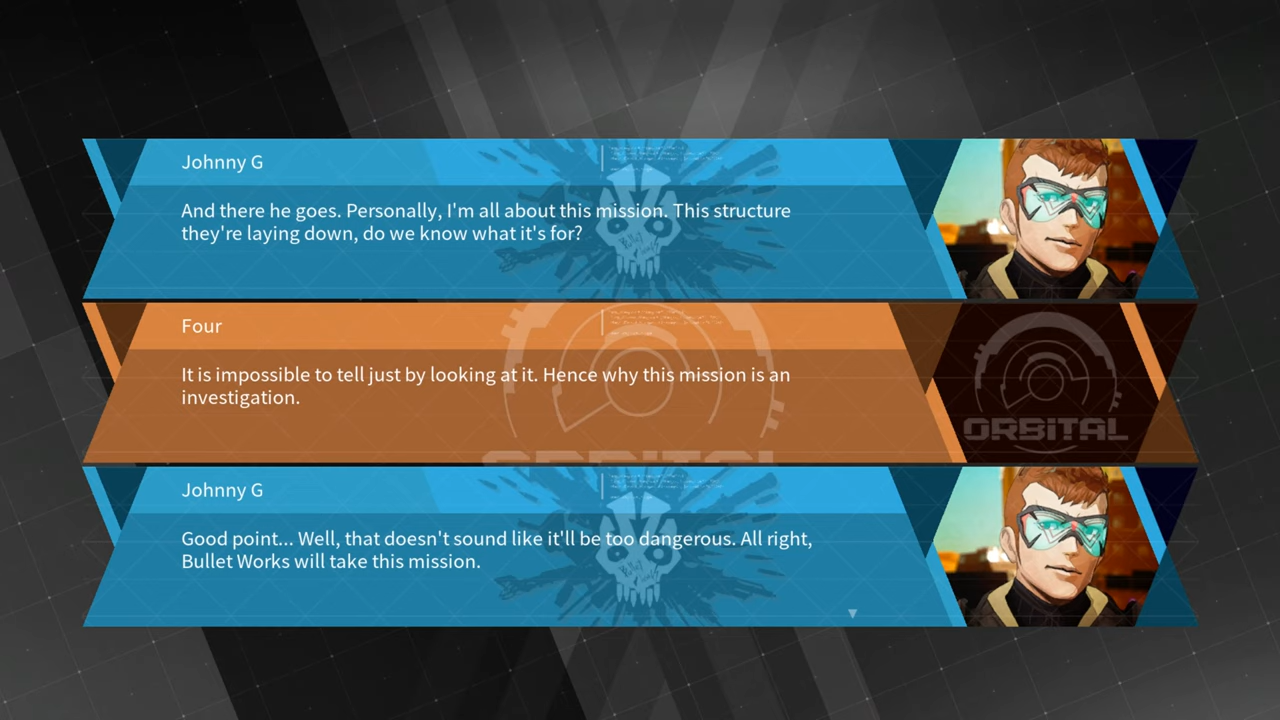 Johnny G
And there he goes. Personally, I'm all about this mission. This structure
they're laying down, do we know what it's for?
Four
It is impossible to tell just by looking at it. Hence why this mission is an
investigation.
ORBITAL
ORBITAL
Johnny G
Good point... Well, that doesn't sound like it'll be too dangerous. All right,
Bullet Works will take this mission.